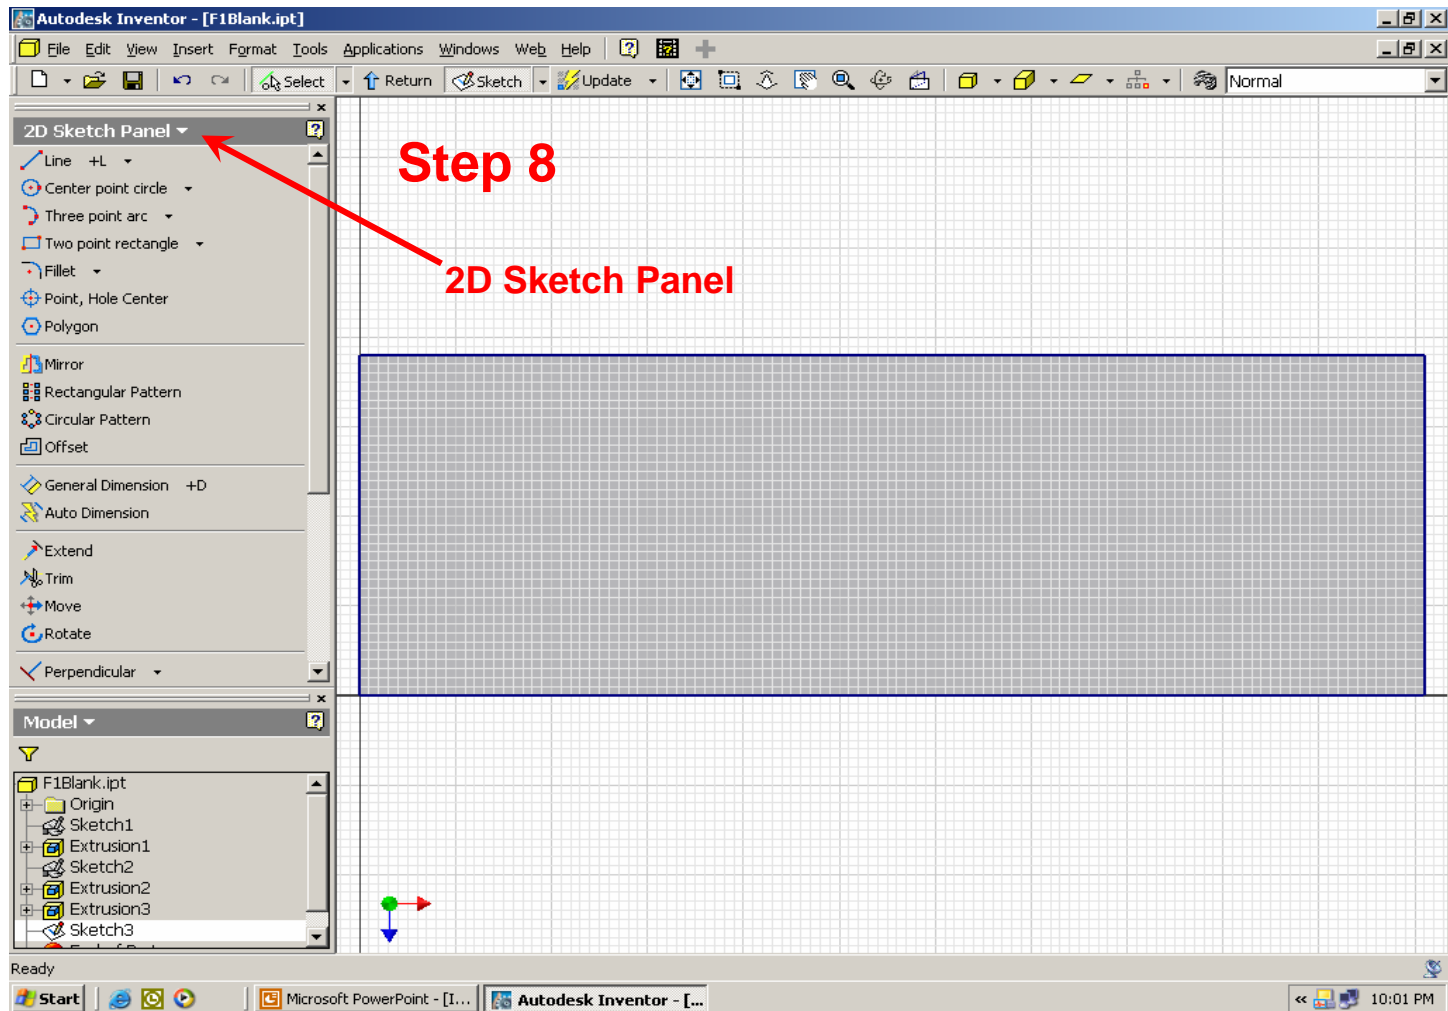 Autodesk Inventor - [F1Blank.ipt]
File Edit View Insert Format Tools Applications Windows Web Help
Select Return Sketch Update Normal
2D Sketch Panel
Line +L
Center point circle
Three point arc
Two point rectangle
Fillet
Point, Hole Center
Polygon
Mirror
Rectangular Pattern
Circular Pattern
Offset
General Dimension +D
Auto Dimension
Extend
Trim
Move
Rotate
Perpendicular
Step 8
2D Sketch Panel
Model
F1Blank.ipt
Origin
Sketch1
Extrusion1
Sketch2
Extrusion2
Extrusion3
Sketch3
Ready
Start
Microsoft PowerPoint - [I...
Autodesk Inventor - [...
« 10:01 PM